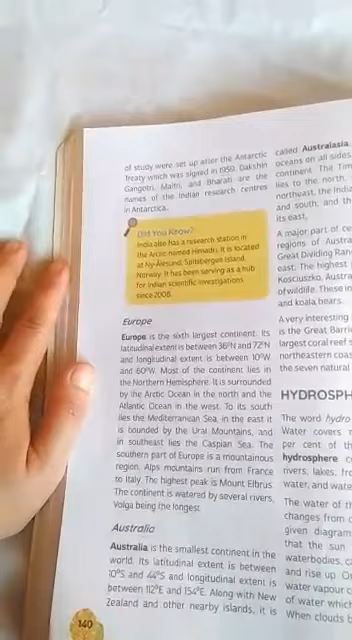 of study were set up after the Antarctic
Treaty which was signed in 1959. Dakshin
Gangotri, Maitri, and Bharati are the
names of the Indian research centres
in Antarctica.
Did You Know?
India also has a research station in
the Arctic named Himadri. It is located
at Ny Alesund, Spitsbergen Island,
Norway. It has been serving as a hub
for Indian scientific investigations
since 2008.
Europe
Europe is the sixth largest continent. Its
latitudinal extent is between 36°N and 72°N
and longitudinal extent is between 10°W
and 60°W. Most of the continent lies in
the Northern Hemisphere. It is surrounded
by the Arctic Ocean in the north and the
Atlantic Ocean in the west. To its south
lies the Mediterranean Sea, in the east it
is bounded by the Ural Mountains, and
in southeast lies the Caspian Sea. The
southern part of Europe is a mountainous
region. Alps mountains run from France
to Italy. The highest peak is Mount Elbrus.
The continent is watered by several rivers,
Volga being the longest.
Australia
Australia is the smallest continent in the
world. Its latitudinal extent is between
10°S and 44°S and longitudinal extent is
between 112°E and 154°E. Along with New
Zealand and other nearby islands, it is
140
called Australasia.
oceans on all sides
continent. The Tim
lies to the north,
northeast, the India
and south, and th
its east.
A major part of ce
regions of Austra
Great Dividing Ran
east. The highest
Kosciuszko, Austra
of wildlife. These in
and koala bears.
A very interesting
is the Great Barri
largest coral reef s
northeastern coas
the seven natural
HYDROSPH
The word hydro
Water covers
per cent of th
hydrosphere c
rivers, lakes, fro
water, and wate
The water of th
changes from o
given diagram
that the sun
waterbodies, ca
and rise up. O
water vapour c
of water which
When clouds b